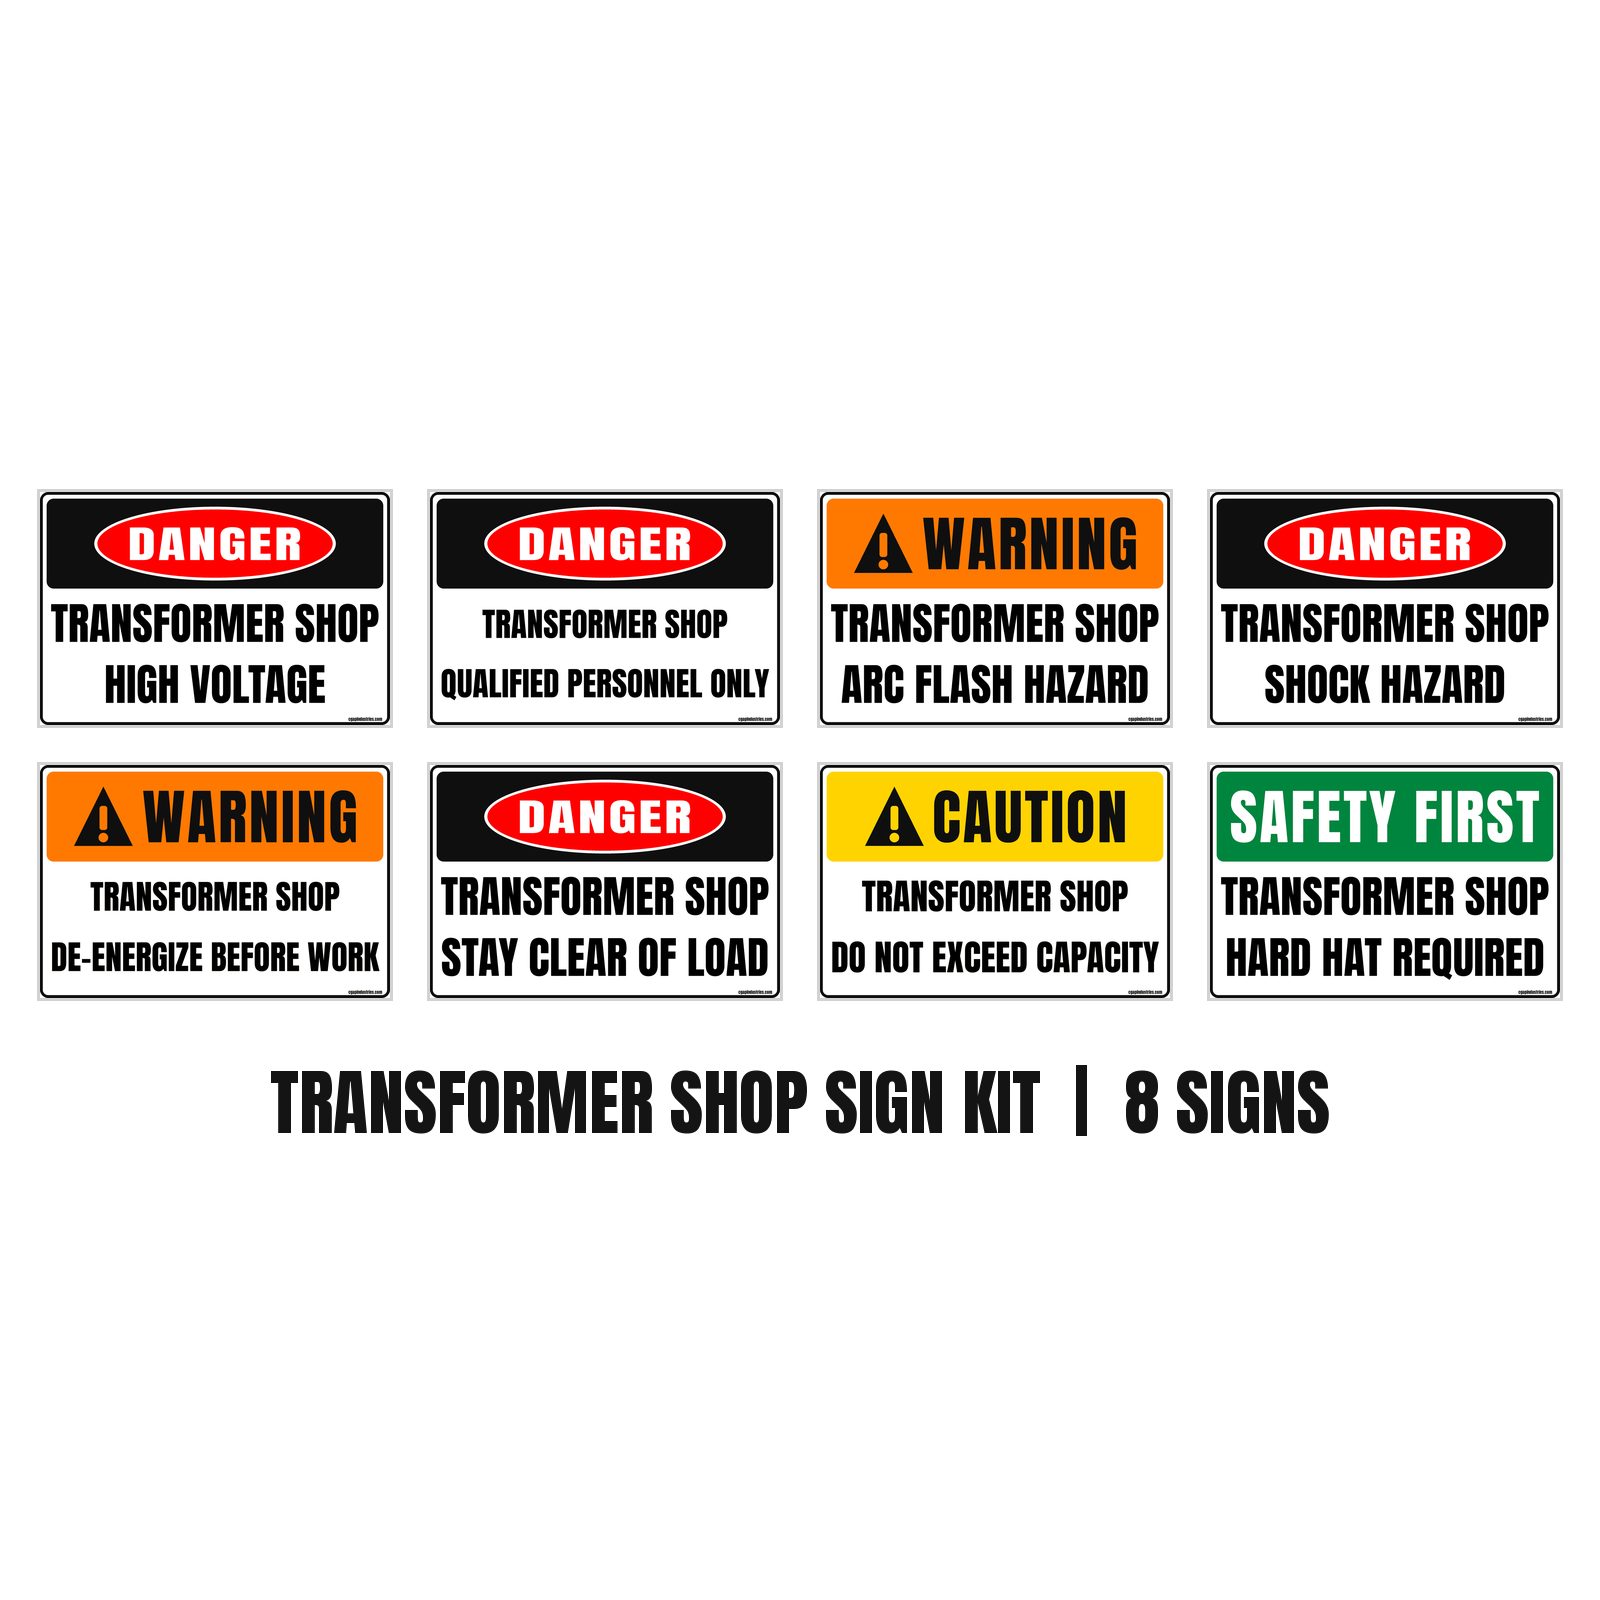 DANGER
TRANSFORMER SHOP
HIGH VOLTAGE
DANGER
TRANSFORMER SHOP
QUALIFIED PERSONNEL ONLY
WARNING
TRANSFORMER SHOP
ARC FLASH HAZARD
DANGER
TRANSFORMER SHOP
SHOCK HAZARD
WARNING
TRANSFORMER SHOP
DE-ENERGIZE BEFORE WORK
DANGER
TRANSFORMER SHOP
STAY CLEAR OF LOAD
CAUTION
TRANSFORMER SHOP
DO NOT EXCEED CAPACITY
SAFETY FIRST
TRANSFORMER SHOP
HARD HAT REQUIRED
TRANSFORMER SHOP SIGN KIT | 8 SIGNS